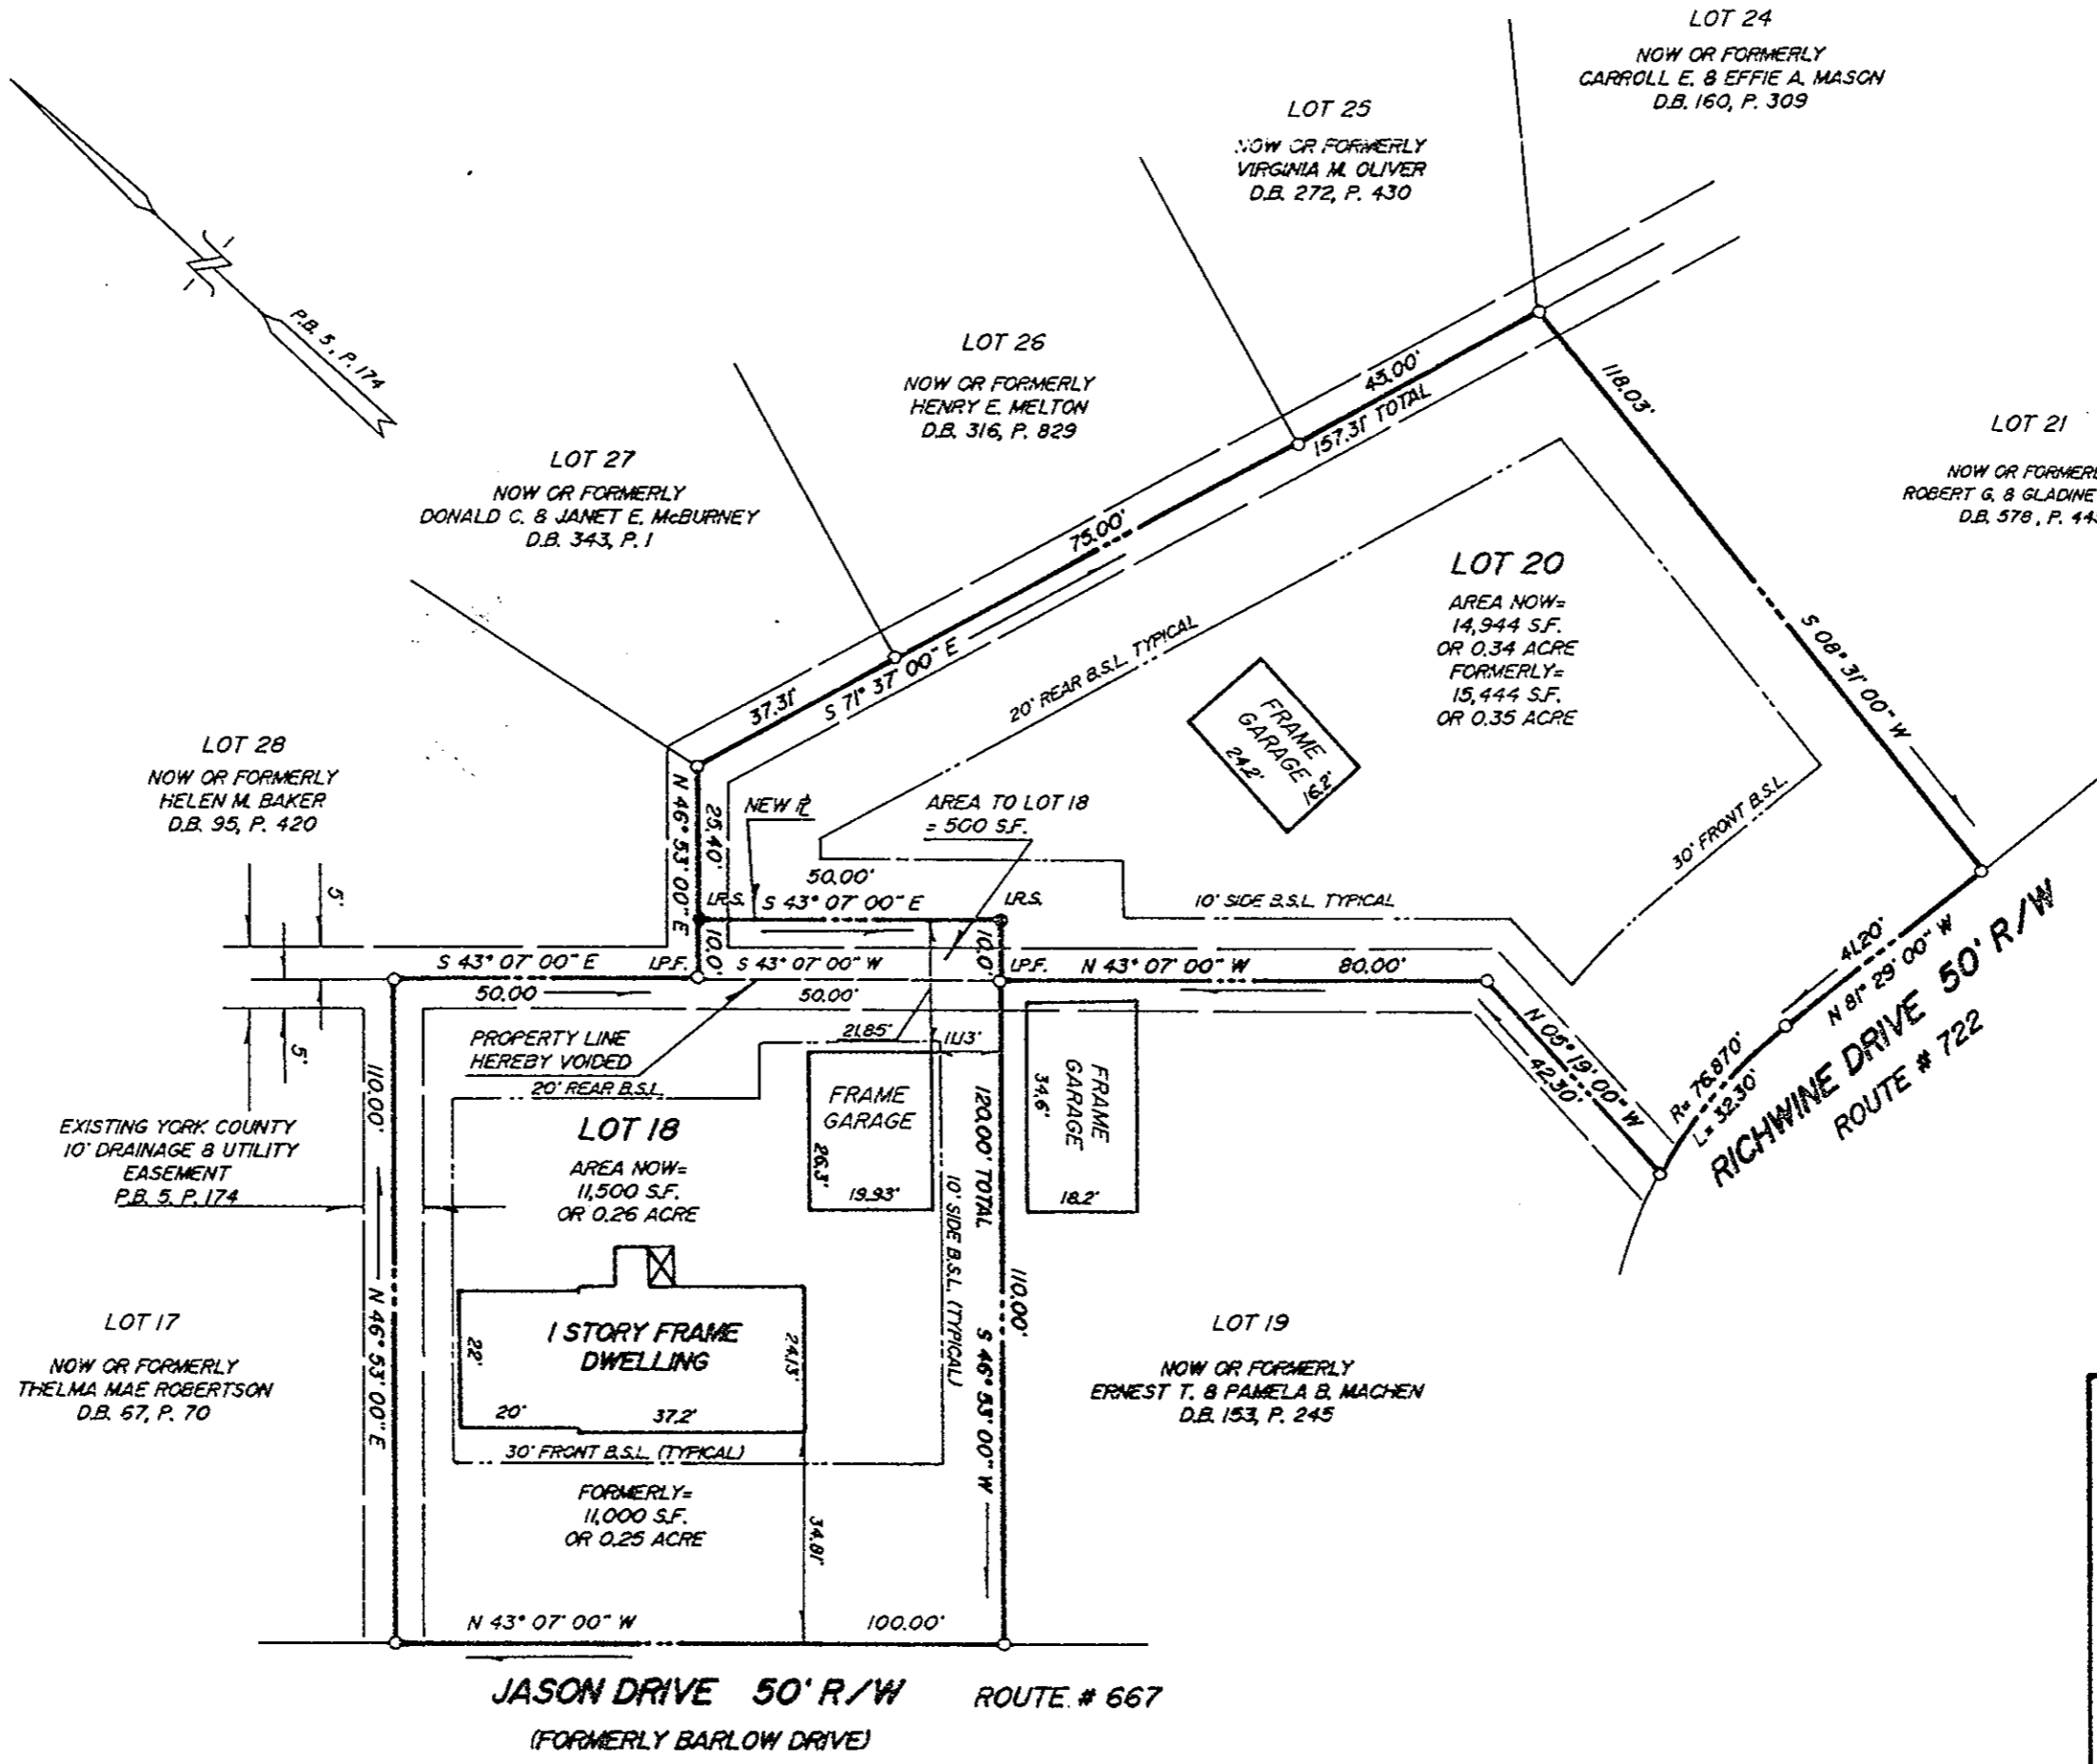 LOT 24
NOW OR FORMERLY
CARROLL E. & EFFIE A. MASON
D.B. 160, P. 309
LOT 25
NOW OR FORMERLY
VIRGINIA M. OLIVER
D.B. 272, P. 430
P.B. 5, P. 174
LOT 26
NOW OR FORMERLY
HENRY E. MELTON
D.B. 316, P. 829
LOT 27
NOW OR FORMERLY
DONALD C. & JANET E. McBURNEY
D.B. 343, P. 1
45.00'
157.31' TOTAL
118.03'
LOT 21
NOW OR FORMERL
ROBERT G. & GLADINE
D.B. 578, P. 44
75.00'
37.31'
S 71° 37' 00" E
20' REAR B.S.L. TYPICAL
LOT 20
AREA NOW=
14,944 S.F.
OR 0.34 ACRE
FORMERLY=
15,444 S.F.
OR 0.35 ACRE
S 08° 31' 00" W
FRAME
GARAGE
24.2'
16.2'
LOT 28
NOW OR FORMERLY
HELEN M. BAKER
D.B. 95, P. 420
N 46° 53' 00" E
25.40'
10.0'
NEW PL
AREA TO LOT 18
= 500 S.F.
30' FRONT B.S.L.
50.00'
I.R.S.
S 43° 07' 00" E
I.R.S.
10' SIDE B.S.L. TYPICAL
5'
5'
S 43° 07' 00" E
I.P.F.
S 43° 07' 00" W
10.0'
I.P.F.
N 43° 07' 00" W
80.00'
50.00
50.00'
41.20'
N 81° 29' 00" W
RICHWINE DRIVE 50' R/W
ROUTE # 722
R= 76.870'
L= 32.30'
N 05° 19' 00" W
42.30'
PROPERTY LINE
HEREBY VOIDED
21.85'
11.13'
20' REAR B.S.L.
FRAME
GARAGE
26.3'
19.93'
FRAME
GARAGE
34.6'
18.2'
110.00'
EXISTING YORK COUNTY
10' DRAINAGE & UTILITY
EASEMENT
P.B. 5, P. 174
LOT 18
AREA NOW=
11,500 S.F.
OR 0.26 ACRE
120.00' TOTAL
10' SIDE B.S.L. (TYPICAL)
110.00'
S 46° 53' 00" W
N 46° 53' 00" E
1 STORY FRAME
DWELLING
22'
24.13'
20'
37.2'
30' FRONT B.S.L. (TYPICAL)
LOT 17
NOW OR FORMERLY
THELMA MAE ROBERTSON
D.B. 67, P. 70
LOT 19
NOW OR FORMERLY
ERNEST T. & PAMELA B. MACHEN
D.B. 153, P. 245
FORMERLY=
11,000 S.F.
OR 0.25 ACRE
34.81'
N 43° 07' 00" W
100.00'
JASON DRIVE 50' R/W
ROUTE # 667
(FORMERLY BARLOW DRIVE)